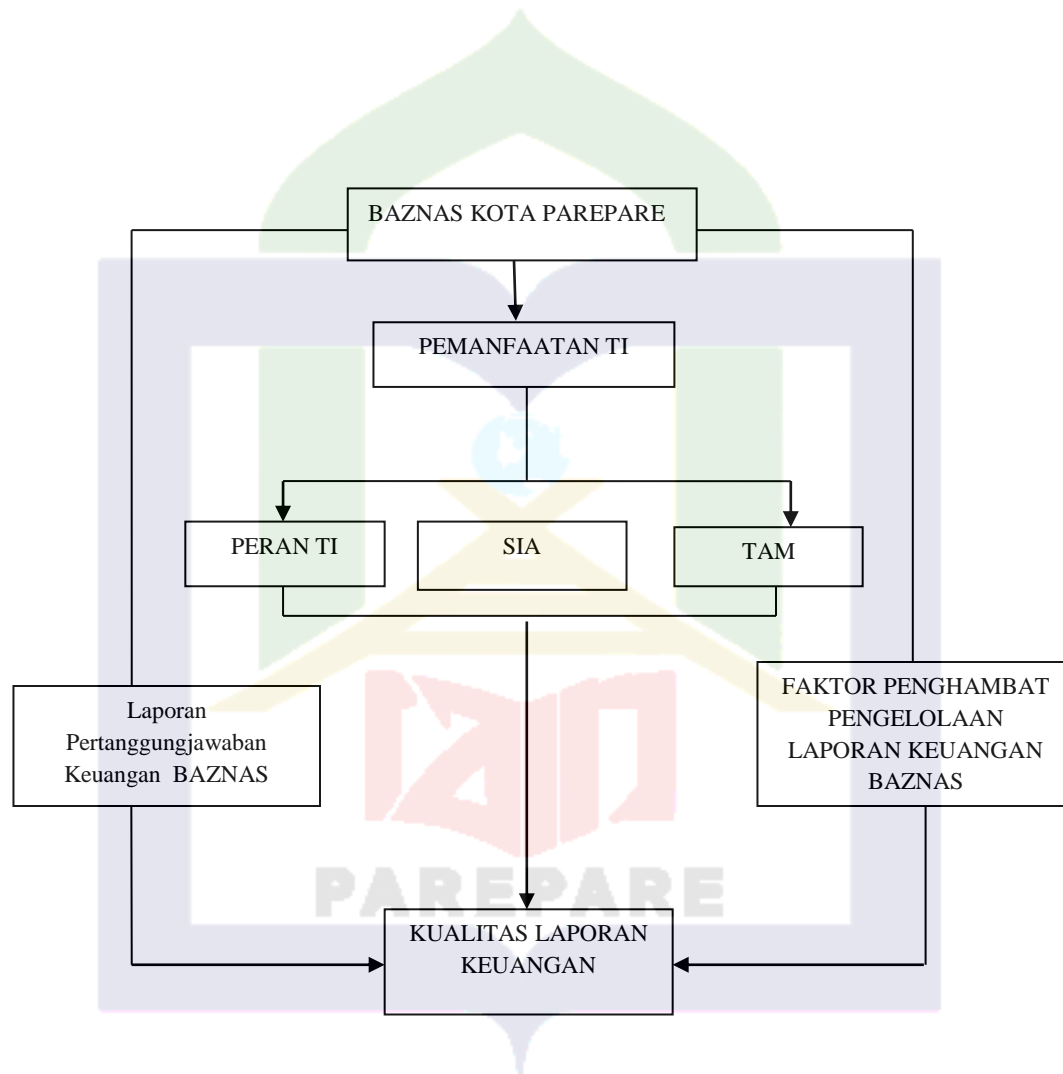 BAZNAS KOTA PAREPARE
PEMANFAATAN TI
PERAN TI
SIA
TAM
Laporan
Pertanggungjawaban
Keuangan BAZNAS
FAKTOR PENGHAMBAT
PENGELOLAAN
LAPORAN KEUANGAN
BAZNAS
PAREPARE
KUALITAS LAPORAN
KEUANGAN